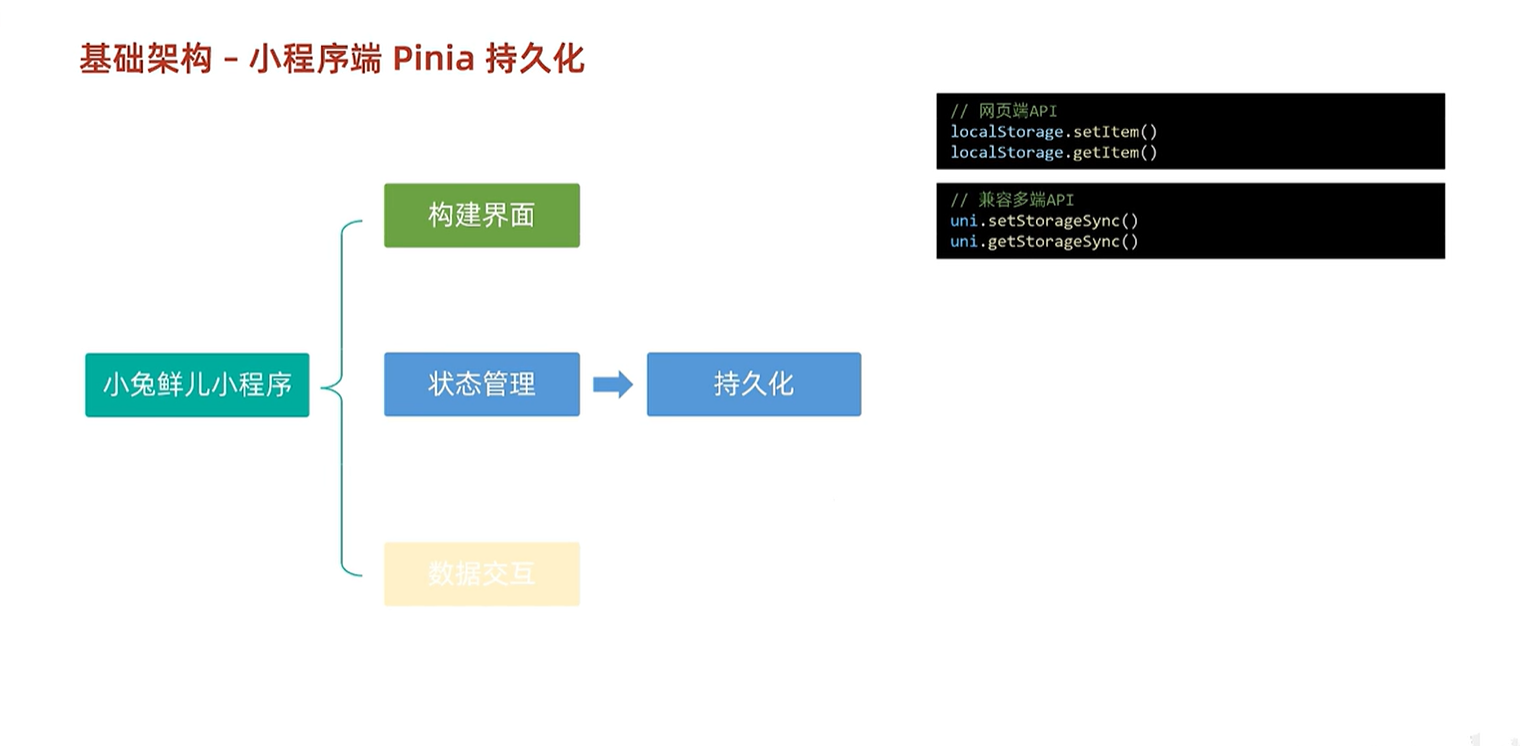 基础架构 – 小程序端 Pinia 持久化
// 网页端API
localStorage.setItem()
localStorage.getItem()
// 兼容多端API
uni.setStorageSync()
uni.getStorageSync()
构建界面
小兔鲜儿小程序
状态管理
持久化
数据交互